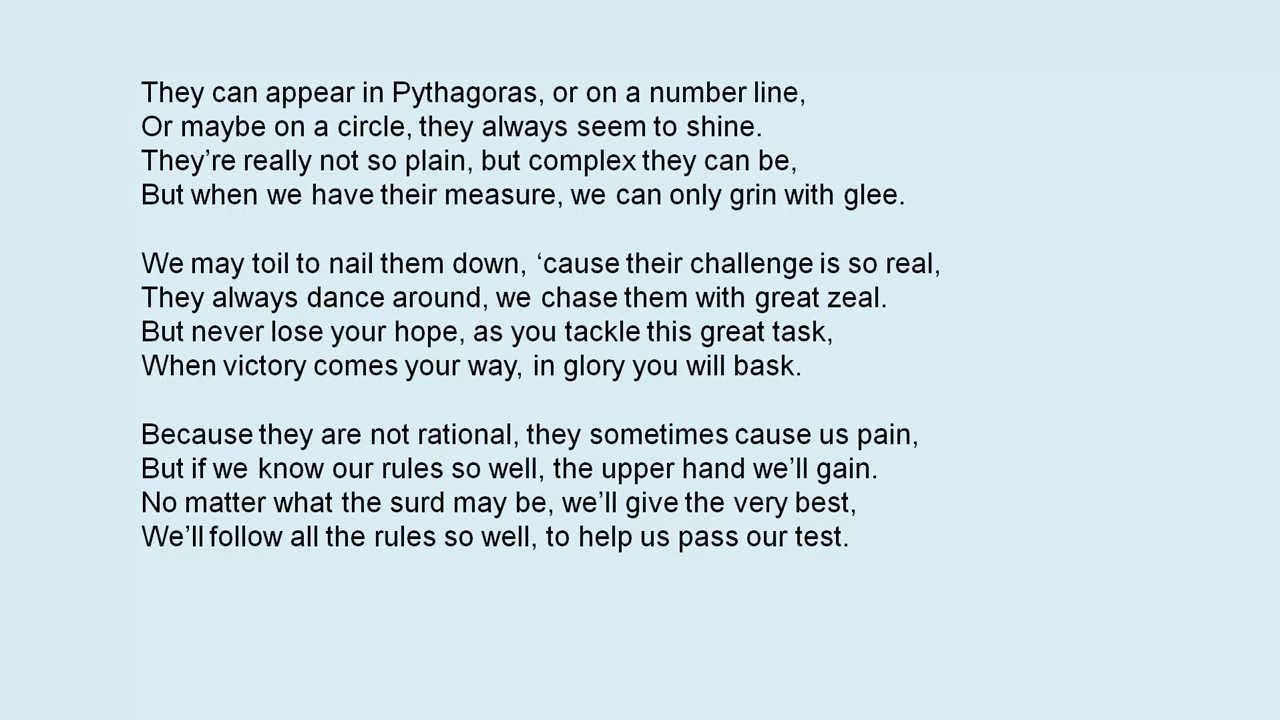 They can appear in Pythagoras, or on a number line,
Or maybe on a circle, they always seem to shine.
They’re really not so plain, but complex they can be,
But when we have their measure, we can only grin with glee.
We may toil to nail them down, ‘cause their challenge is so real,
They always dance around, we chase them with great zeal.
But never lose your hope, as you tackle this great task,
When victory comes your way, in glory you will bask.
Because they are not rational, they sometimes cause us pain,
But if we know our rules so well, the upper hand we’ll gain.
No matter what the surd may be, we’ll give the very best,
We’ll follow all the rules so well, to help us pass our test.